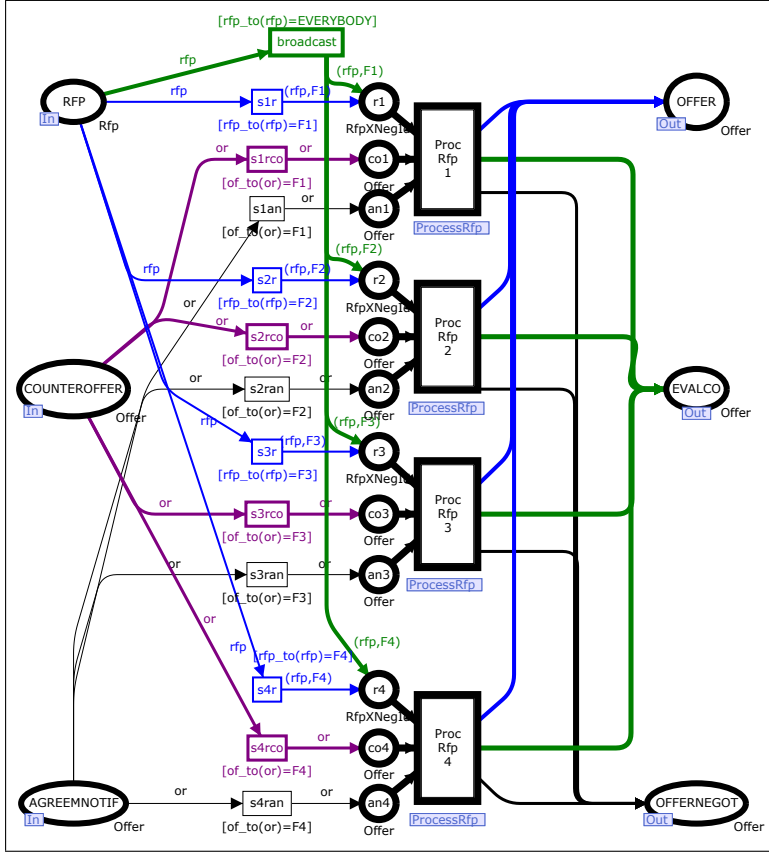 [rfp_to(rfp)=EVERYBODY]
broadcast
rfp
(rfp,F1)
RFP
In
Rfp
rfp
s1r
(rfp,F1)
r1
[rfp_to(rfp)=F1]
RfpXNegId
or
s1rco
or
co1
[of_to(or)=F1]
Offer
s1an
or
an1
[of_to(or)=F1]
Offer
Proc
Rfp
1
ProcessRfp
OFFER
Out
Offer
(rfp,F2)
rfp
s2r
(rfp,F2)
r2
[rfp_to(rfp)=F2]
RfpXNegId
or
or
s2rco
or
co2
[of_to(or)=F2]
Offer
Proc
Rfp
2
COUNTEROFFER
In
Offer
or
s2ran
or
an2
[of_to(or)=F2]
Offer
ProcessRfp
EVALCO
Out
Offer
(rfp,F3)
rfp
s3r
(rfp,F3)
r3
[rfp_to(rfp)=F3]
RfpXNegId
or
s3rco
or
co3
[of_to(or)=F3]
Offer
Proc
Rfp
3
or
s3ran
or
an3
[of_to(or)=F3]
Offer
ProcessRfp
or
(rfp,F4)
rfp
[rfp_to(rfp)=F4]
s4r
(rfp,F4)
r4
RfpXNegId
s4rco
or
co4
[of_to(or)=F4]
Offer
Proc
Rfp
4
AGREEMNOTIF
In
Offer
or
s4ran
or
an4
[of_to(or)=F4]
Offer
ProcessRfp
OFFERNEGOT
Out
Offer